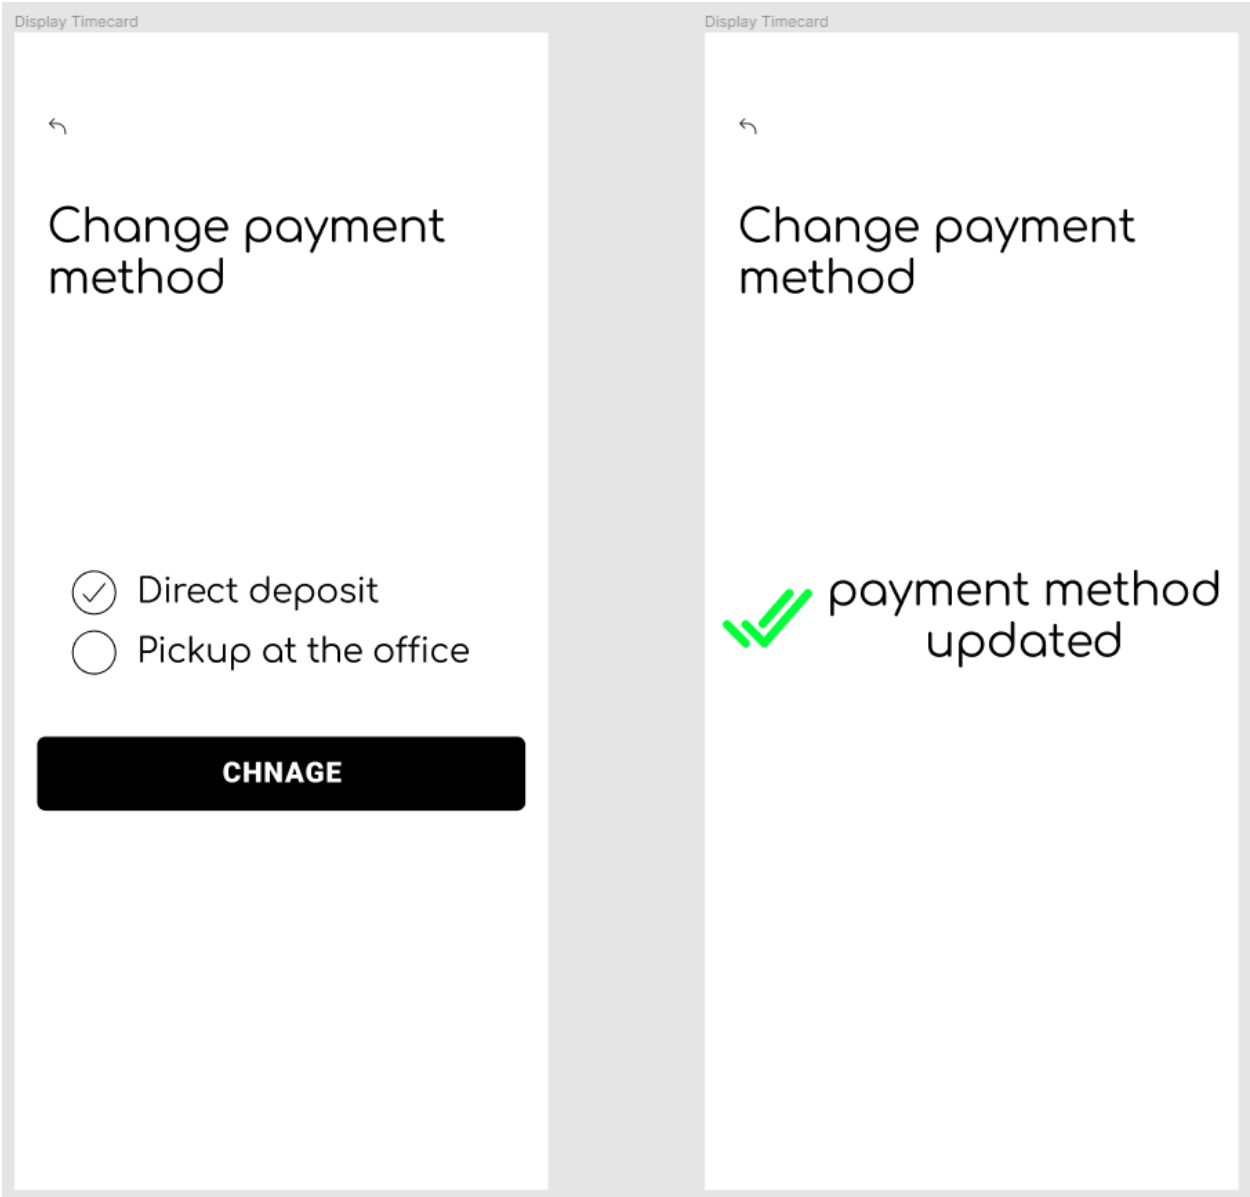 Display Timecard
Change payment
method
Direct deposit
Pickup at the office
CHNAGE
Display Timecard
Change payment
method
payment method
updated